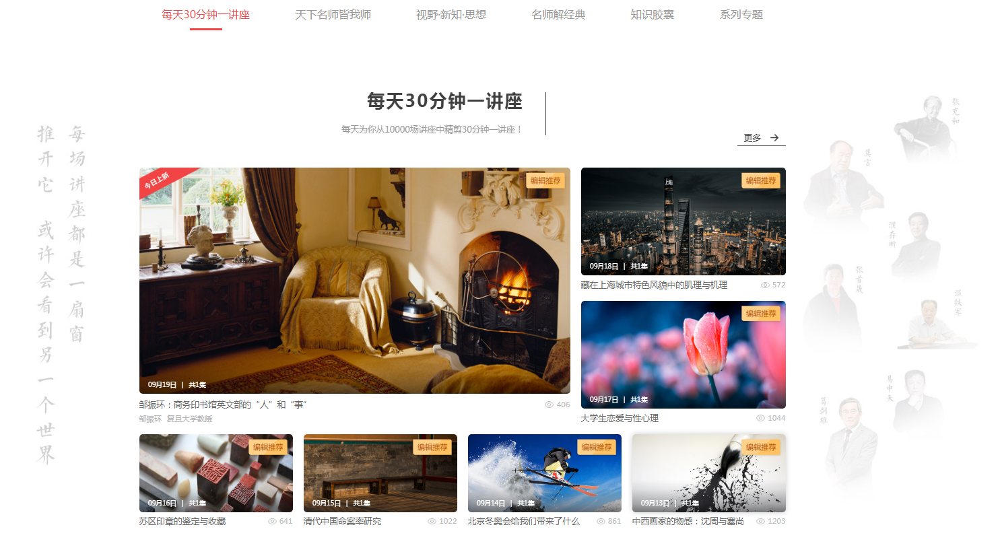 每天30分钟一讲座 天下名师皆我师 视野·新知·思想 名师解经典 知识胶囊 系列专题
每天30分钟一讲座
每天为你从10000场讲座中精剪30分钟一讲座！
更多
每场讲座都是一扇窗
推开它 或许会看到另一个世界
今日上新
编辑推荐
09月19日 | 共1集
邹振环：商务印书馆英文部的“人”和“事”
406
邹振环 复旦大学教授
编辑推荐
09月18日 | 共1集
藏在上海城市特色风貌中的肌理与机理
572
编辑推荐
09月17日 | 共1集
大学生恋爱与性心理
1044
编辑推荐
09月16日 | 共1集
苏区印章的鉴定与收藏
641
编辑推荐
09月15日 | 共1集
清代中国命案率研究
1022
编辑推荐
09月14日 | 共1集
北京冬奥会给我们带来了什么
861
编辑推荐
09月13日 | 共1集
中西画家的物感：沈周与塞尚
1203
张充和
莫言
濮存昕
张首晟
温铁军
易中天
葛剑雄